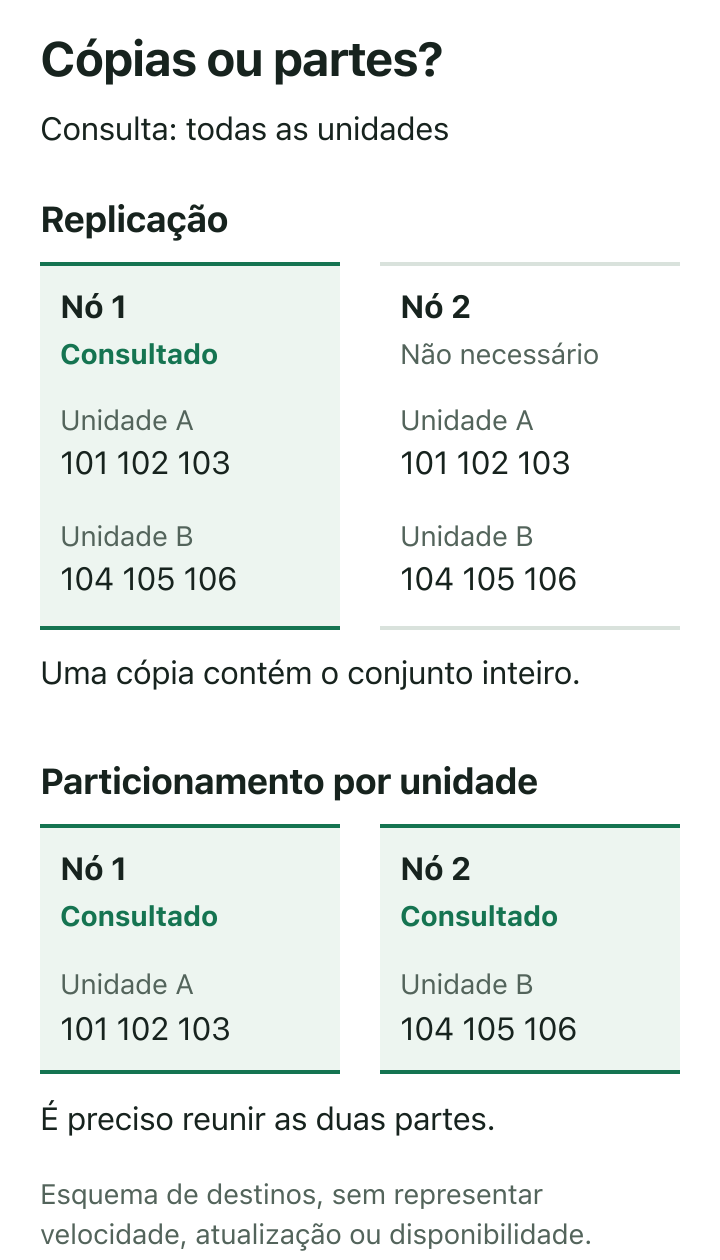 Cópias ou partes?
Consulta: todas as unidades
Replicação
Nó 1
Consultado
Unidade A
101 102 103
Unidade B
104 105 106
Nó 2
Não necessário
Unidade A
101 102 103
Unidade B
104 105 106
Uma cópia contém o conjunto inteiro.
Particionamento por unidade
Nó 1
Consultado
Unidade A
101 102 103
Nó 2
Consultado
Unidade B
104 105 106
É preciso reunir as duas partes.
Esquema de destinos, sem representar
velocidade, atualização ou disponibilidade.